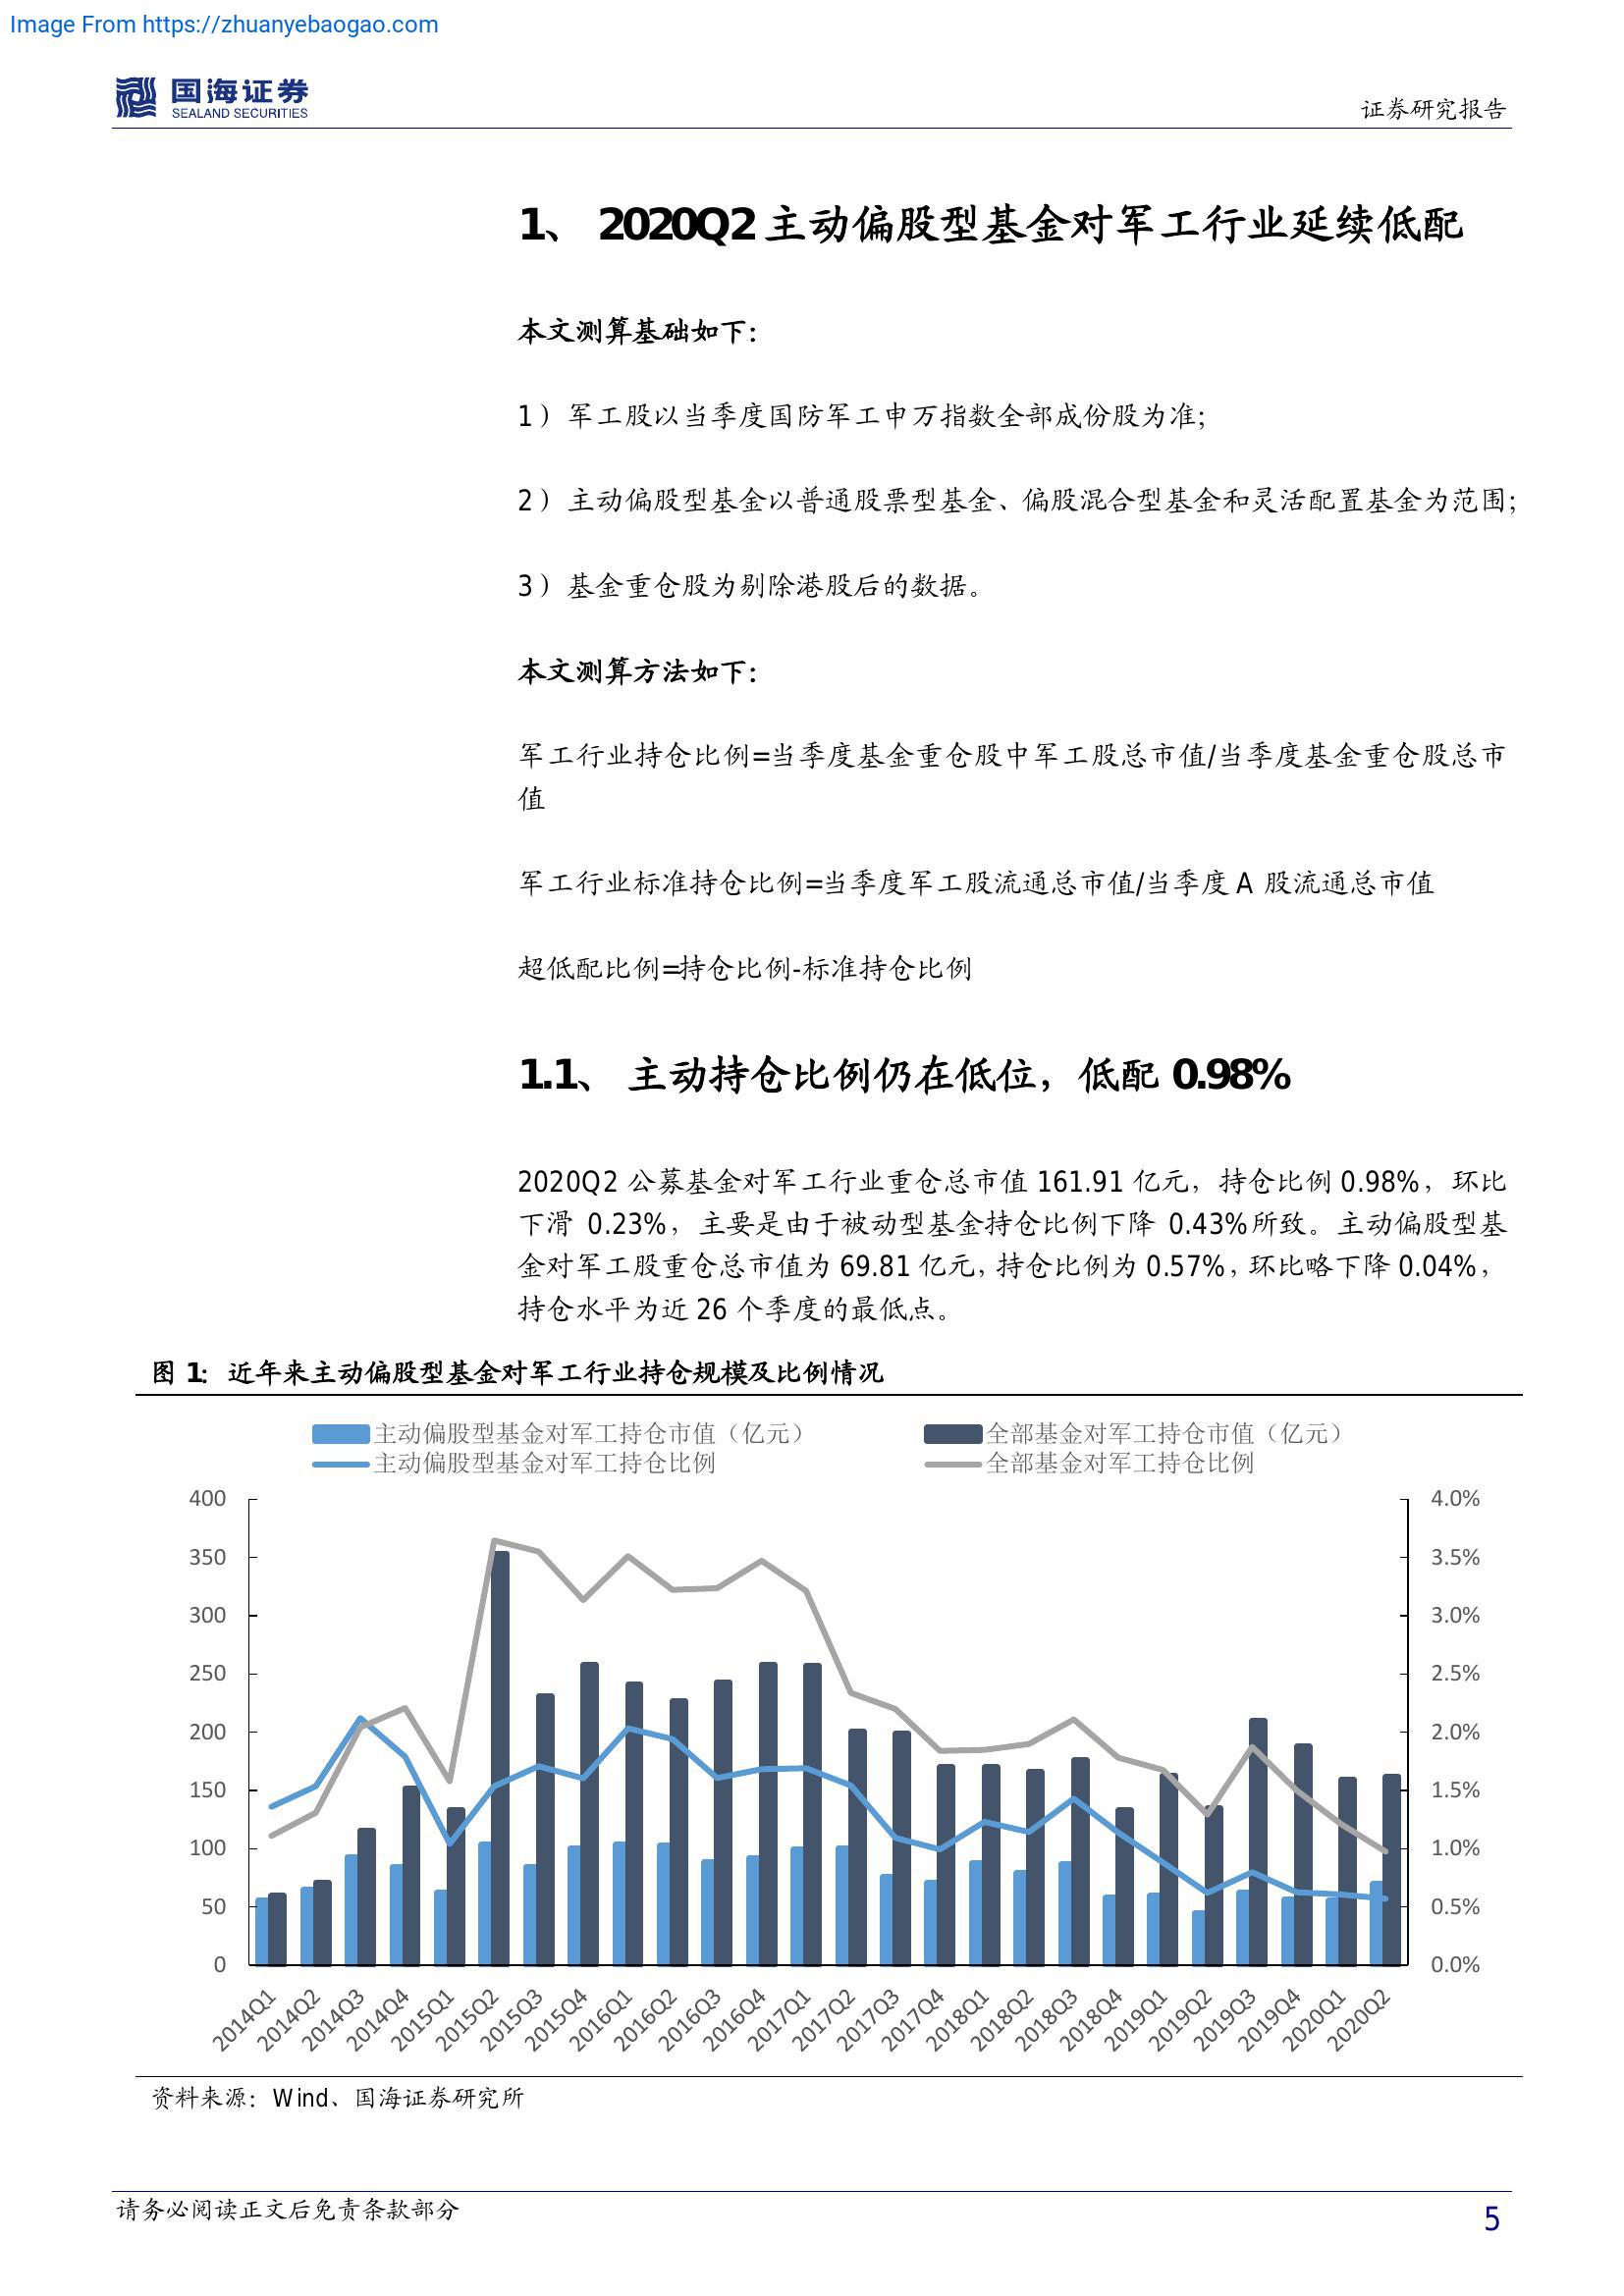 Image From https://zhuanyebaogao.com
国海证券
SEALAND SECURITIES
证券研究报告
1、 2020Q2 主动偏股型基金对军工行业延续低配
本文测算基础如下：
1）军工股以当季度国防军工申万指数全部成份股为准；
2）主动偏股型基金以普通股票型基金、偏股混合型基金和灵活配置基金为范围；
3）基金重仓股为剔除港股后的数据。
本文测算方法如下：
军工行业持仓比例=当季度基金重仓股中军工股总市值/当季度基金重仓股总市
值
军工行业标准持仓比例=当季度军工股流通总市值/当季度 A 股流通总市值
超低配比例=持仓比例-标准持仓比例
1.1、 主动持仓比例仍在低位，低配 0.98%
2020Q2 公募基金对军工行业重仓总市值 161.91 亿元，持仓比例 0.98%，环比
下滑 0.23%，主要是由于被动型基金持仓比例下降 0.43%所致。主动偏股型基
金对军工股重仓总市值为 69.81 亿元，持仓比例为 0.57%，环比略下降 0.04%，
持仓水平为近 26 个季度的最低点。
图 1：近年来主动偏股型基金对军工行业持仓规模及比例情况
主动偏股型基金对军工持仓市值（亿元） 全部基金对军工持仓市值（亿元）
主动偏股型基金对军工持仓比例 全部基金对军工持仓比例
400 4.0%
350 3.5%
300 3.0%
250 2.5%
200 2.0%
150 1.5%
100 1.0%
50 0.5%
0 0.0%
2014Q1 2014Q2 2014Q3 2014Q4 2015Q1 2015Q2 2015Q3 2015Q4 2016Q1 2016Q2 2016Q3 2016Q4 2017Q1 2017Q2 2017Q3 2017Q4 2018Q1 2018Q2 2018Q3 2018Q4 2019Q1 2019Q2 2019Q3 2019Q4 2020Q1 2020Q2
资料来源：Wind、国海证券研究所
请务必阅读正文后免责条款部分
5